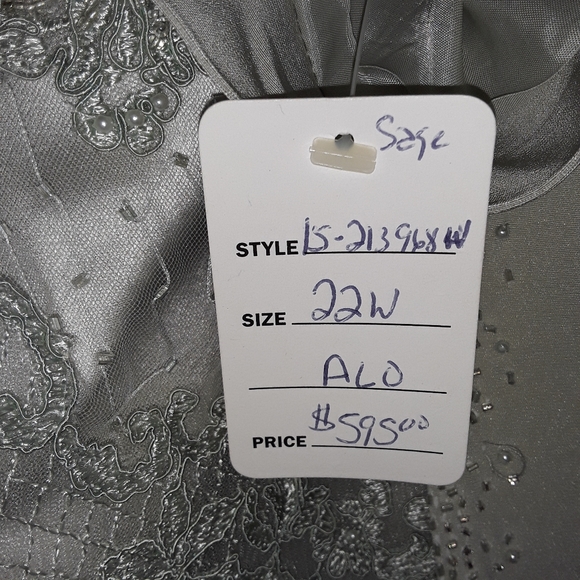 Sage
STYLE 15-213968W
SIZE 22W
ALO
PRICE $595.00